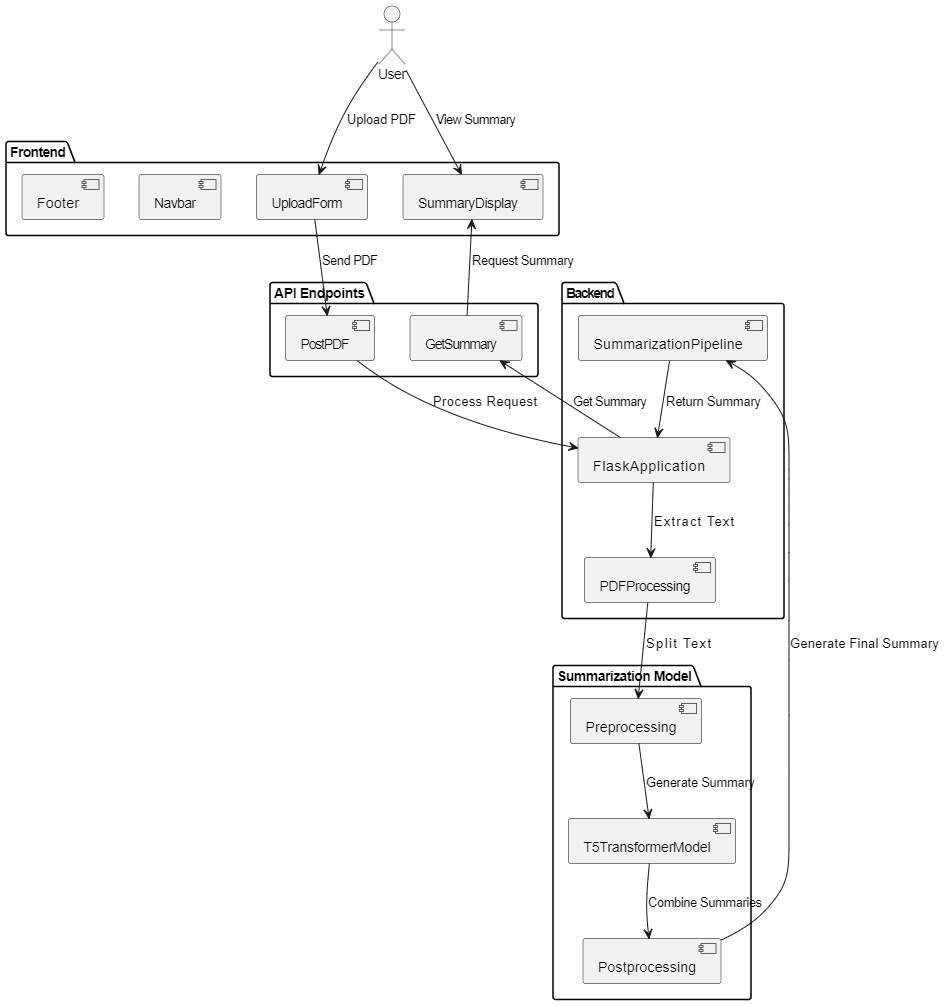 User
Upload PDF
View Summary
Frontend
Footer
Navbar
UploadForm
SummaryDisplay
Send PDF
Request Summary
API Endpoints
Backend
PostPDF
GetSummary
SummarizationPipeline
Process Request
Get Summary
Return Summary
FlaskApplication
Extract Text
PDFProcessing
Split Text
Generate Final Summary
Summarization Model
Preprocessing
Generate Summary
T5TransformerModel
Combine Summaries
Postprocessing